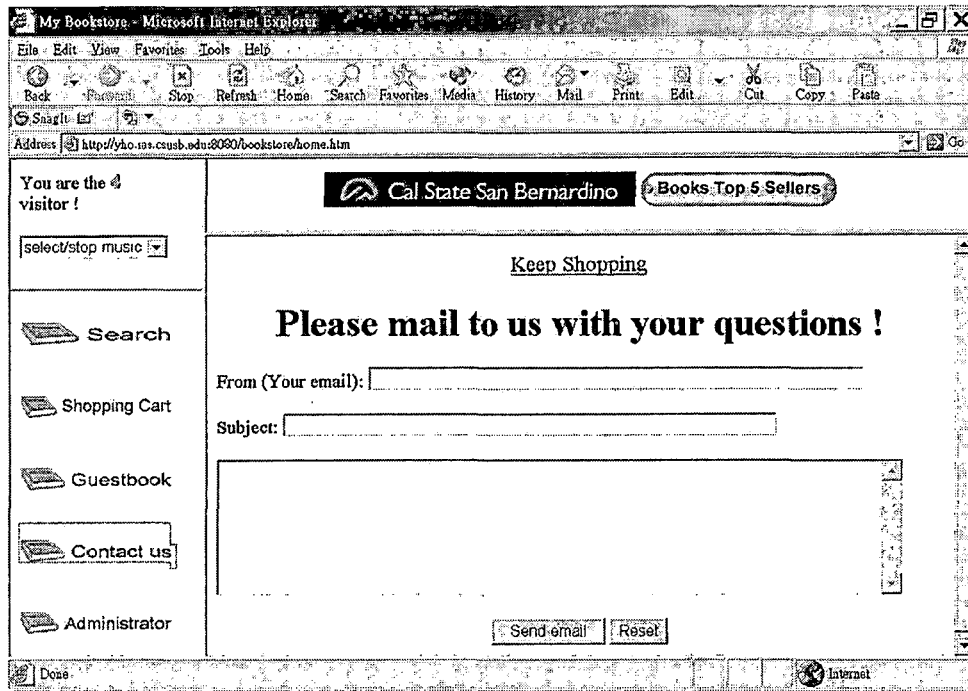 My Bookstore - Microsoft Internet Explorer
File Edit View Favorites Tools Help
Back Forward Stop Refresh Home Search Favorites Media History Mail Print Edit Cut Copy Paste
SnagIt
Address http://yho.ias.csusb.edu:8080/bookstore/home.htm Go
You are the 4
visitor !
select/stop music
Cal State San Bernardino Books Top 5 Sellers
Keep Shopping
Please mail to us with your questions !
From (Your email):
Subject:
Send email Reset
Search
Shopping Cart
Guestbook
Contact us
Administrator
Done Internet